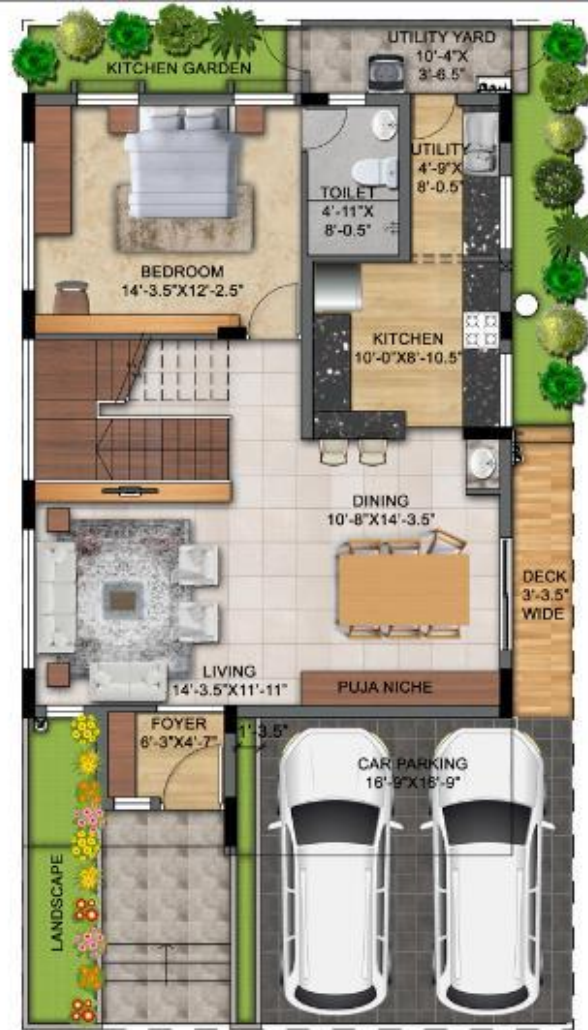 UTILITY YARD
10'-4"X
3'-6.5"
KITCHEN GARDEN
UTILITY
4'-9"X
8'-0.5"
TOILET
4'-11"X
8'-0.5"
BEDROOM
14'-3.5"X12'-2.5"
KITCHEN
10'-0"X8'-10.5"
DINING
10'-8"X14'-3.5"
DECK
3'-3.5"
WIDE
LIVING
14'-3.5"X11'-11"
PUJA NICHE
FOYER
6'-3"X4'-7"
1'-3.5"
CAR PARKING
16'-9"X16'-9"
LANDSCAPE